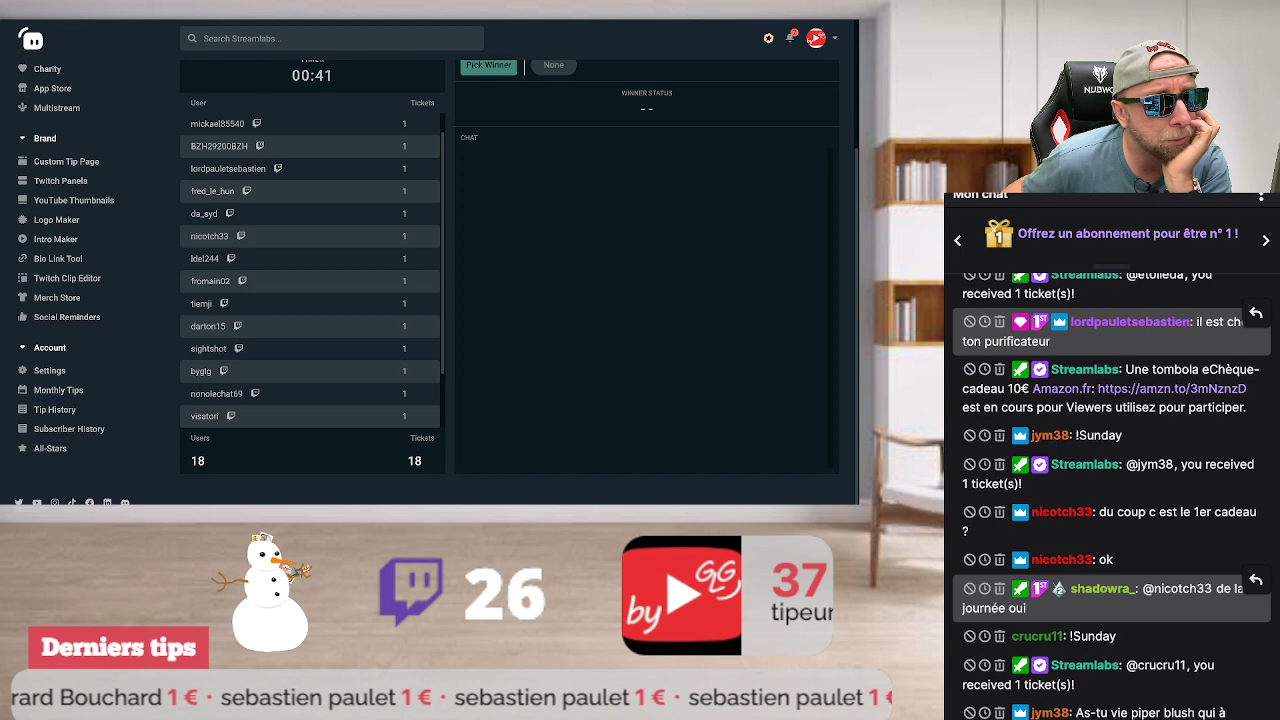 Search Streamlabs...
Charity
App Store
Multistream
Brand
Custom Tip Page
Twitch Panels
YouTube Thumbnails
Logo Maker
Intro Maker
Bio Link Tool
Twitch Clip Editor
Merch Store
Social Reminders
Account
Settings
Monthly Tips
Tip History
Subscriber History
All-Stars
00:41
User Tickets
mickael85540 1
BZH29200BZH 1
lordpauletsebastien 1
fred_le_hun 1
da_syd 1
nicotch33 1
ldel244 1
fromain02 1
tiemji 1
darton15 1
sightshot 1
bygig 1
nonolechat69 1
visatori 1
Users Tickets
18 18
Pick Winner None
WINNER STATUS
--
CHAT
Mon chat
1
Offrez un abonnement pour être n° 1 !
Streamlabs: @etoileda, you
received 1 ticket(s)!
1ST lordpauletsebastien: il est ch
ton purificateur
Streamlabs: Une tombola eChèque-
cadeau 10€ Amazon.fr: https://amzn.to/3mNznzD
est en cours pour Viewers utilisez pour participer.
jym38: !Sunday
Streamlabs: @jym38, you received
1 ticket(s)!
nicotch33: du coup c est le 1er cadeau
?
nicotch33: ok
1ST 2 shadowra_: @nicotch33 de la
journée oui
crucru11: !Sunday
Streamlabs: @crucru11, you
received 1 ticket(s)!
jym38: As-tu vie piper blush qui à
26
by GG
37
tipeur
Derniers tips
rard Bouchard 1 € · sebastien paulet 1 € · sebastien paulet 1 € · sebastien paulet 1 €